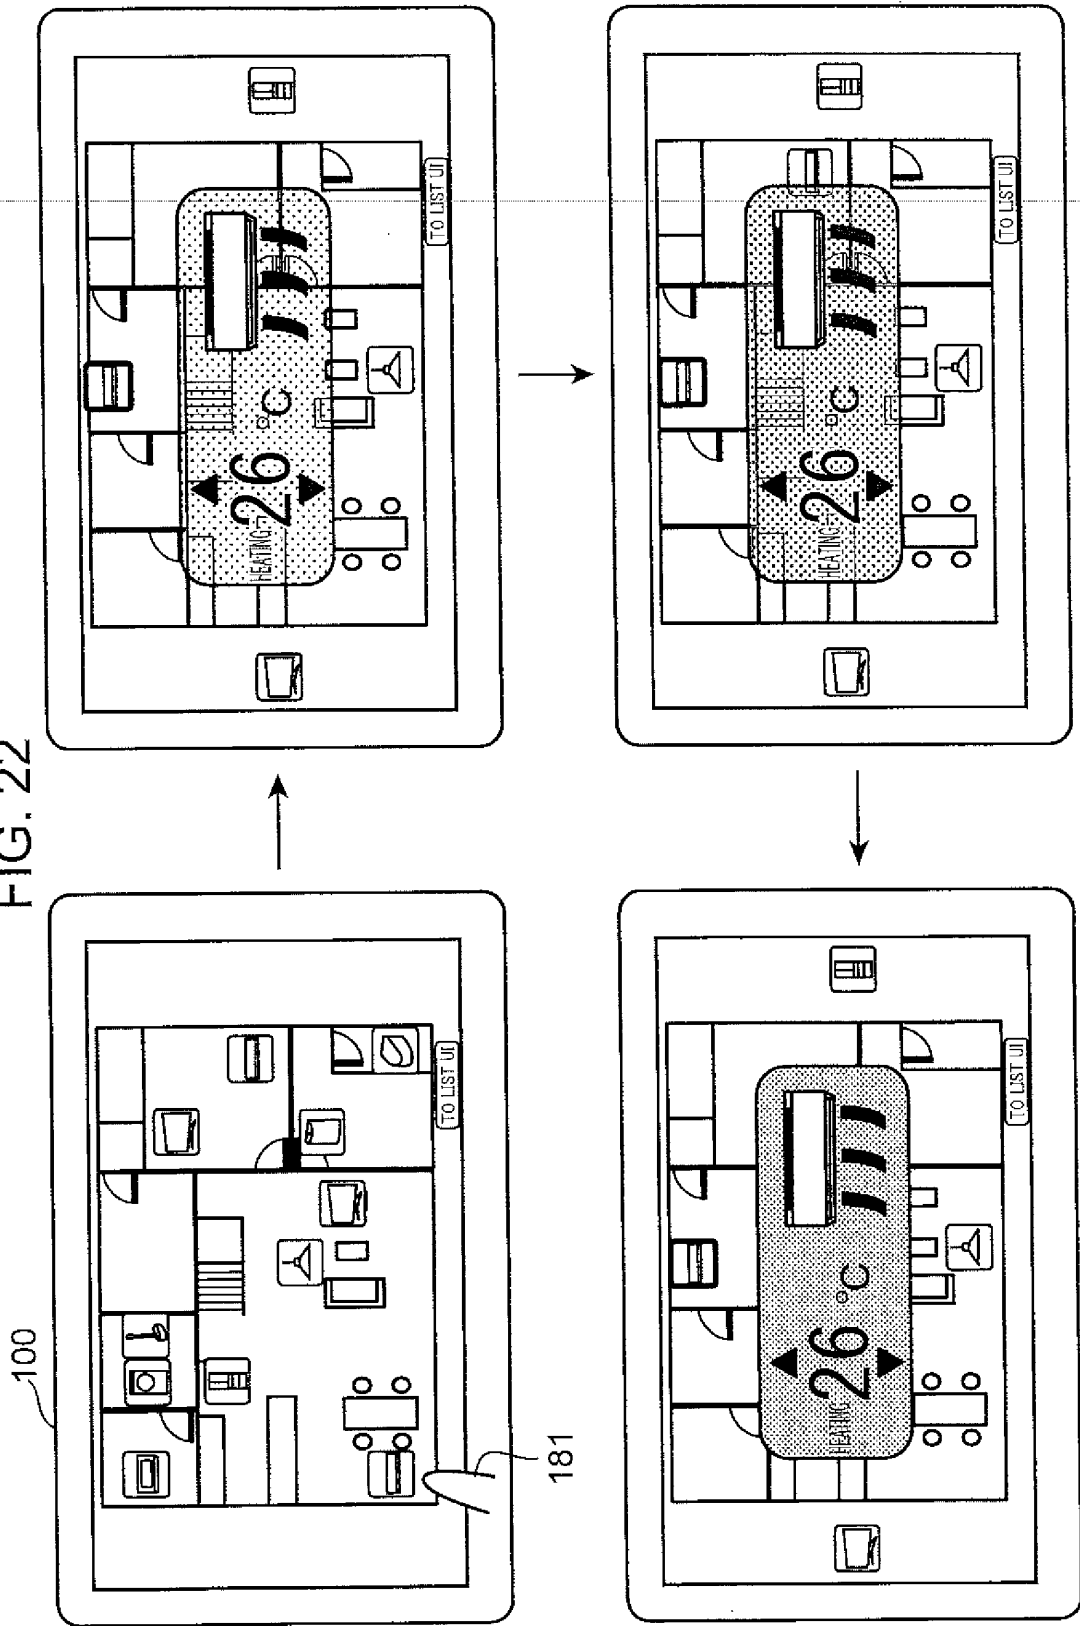 FIG. 22
100
181
TO LIST UI
HEATING
26 °C
TO LIST UI
HEATING
26 °C
TO LIST UI
HEATING
26 °C
TO LIST UI